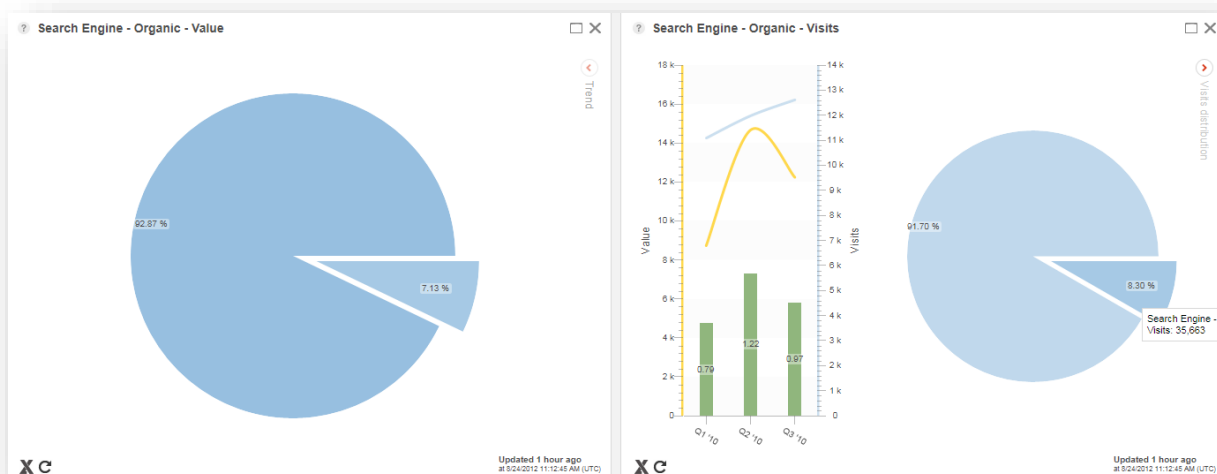 ? Search Engine - Organic - Value
Trend
92.87 %
7.13 %
X
Updated 1 hour ago
at 8/24/2012 11:12:45 AM (UTC)
? Search Engine - Organic - Visits
Visits distribution
18 k
16 k
14 k
12 k
10 k
8 k
6 k
4 k
2 k
0
Value
14 k
13 k
12 k
11 k
10 k
9 k
8 k
7 k
6 k
5 k
4 k
3 k
2 k
1 k
0
Visits
0.79
1.22
0.97
Q1 '10
Q2 '10
Q3 '10
91.70 %
8.30 %
Search Engine -
Visits: 35,663
X
Updated 1 hour ago
at 8/24/2012 11:12:45 AM (UTC)